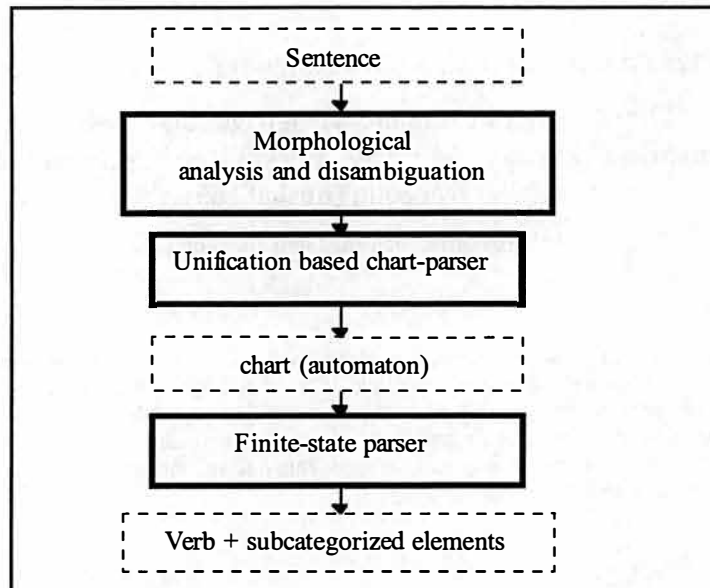 Sentence
Morphological
analysis and disambiguation
Unification based chart-parser
chart (automaton)
Finite-state parser
Verb + subcategorized elements